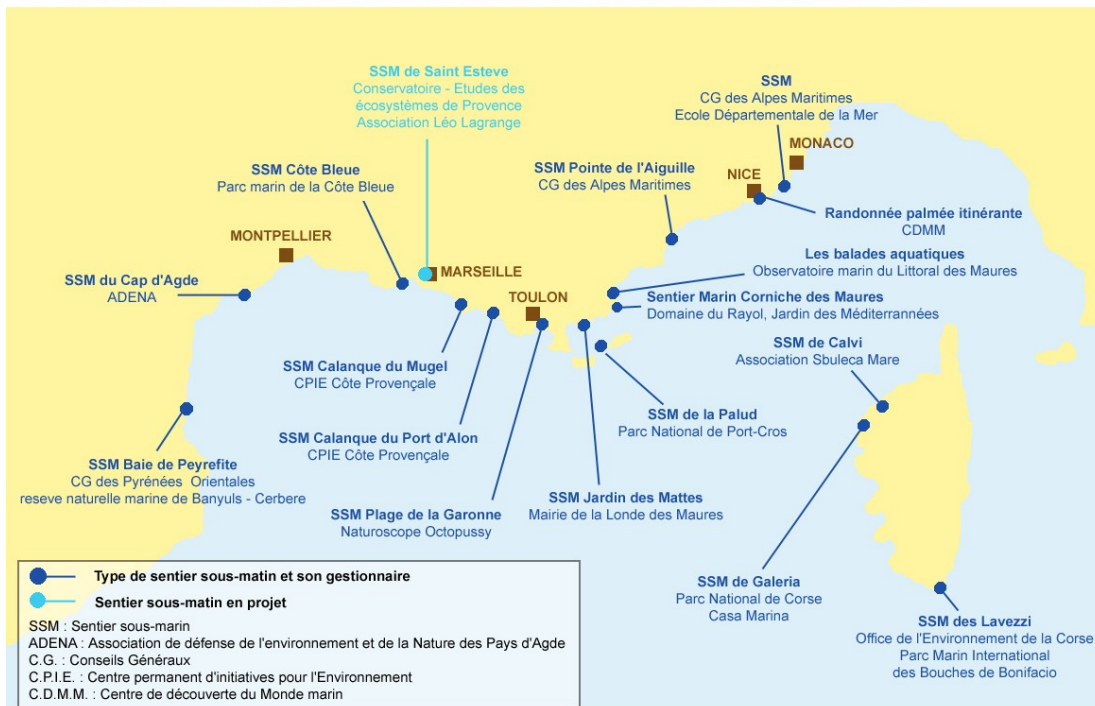 SSM de Saint Esteve
Conservatoire - Etudes des
écosystèmes de Provence
Association Léo Lagrange
SSM
CG des Alpes Maritimes
Ecole Départementale de la Mer
MONACO
SSM Côte Bleue
Parc marin de la Côte Bleue
SSM Pointe de l'Aiguille
CG des Alpes Maritimes
NICE
Randonnée palmée itinérante
CDMM
MONTPELLIER
Les balades aquatiques
Observatoire marin du Littoral des Maures
SSM du Cap d'Agde
ADENA
MARSEILLE
TOULON
Sentier Marin Corniche des Maures
Domaine du Rayol, Jardin des Méditerrannées
SSM de Calvi
Association Sbuleca Mare
SSM Calanque du Mugel
CPIE Côte Provençale
SSM de la Palud
Parc National de Port-Cros
SSM Calanque du Port d'Alon
CPIE Côte Provençale
SSM Baie de Peyrefite
CG des Pyrénées Orientales
reseve naturelle marine de Banyuls - Cerbere
SSM Plage de la Garonne
Naturoscope Octopussy
SSM Jardin des Mattes
Mairie de la Londe des Maures
SSM de Galeria
Parc National de Corse
Casa Marina
SSM des Lavezzi
Office de l'Environement de la Corse
Parc Marin International
des Bouches de Bonifacio
Type de sentier sous-matin et son gestionnaire
Sentier sous-matin en projet
SSM : Sentier sous-marin
ADENA : Association de défense de l'environement et de la Nature des Pays d'Agde
C.G. : Conseils Généraux
C.P.I.E. : Centre permanent d'initiatives pour l'Environement
C.D.M.M. : Centre de découverte du Monde marin